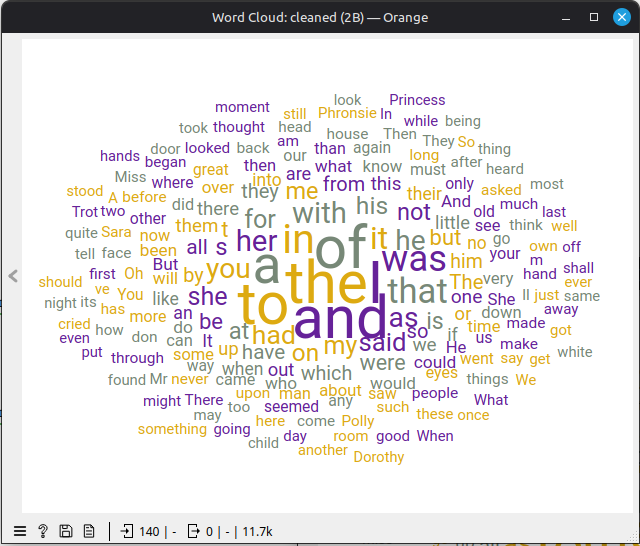 Word Cloud: cleaned (2B) — Orange
look Princess
moment still Phronsie In
took thought head while being
house Then They So
door looked back our than again long thing
hands began am
Miss great then are what know must after heard
stood where over into me from this their only asked most
A before they
Trot two did there for with his not little And old much last
quite Sara other them t see think well
now her in of it he but no go own off
tell face been all s was your m
should first Oh But will by you a the I that him The very hand shall
ve You like she to and one She ll just same ever
night its has more an be as is or down away
cried how don do at had my said so we if time made got
even can It He us make
put through some up have on which were could went say get white
way when out eyes
found Mr never came who would things We
upon man about saw people
might There too seemed any such these once What
may here come Polly
something going day room good When
child another Dorothy
140 | - 0 | - | 11.7k